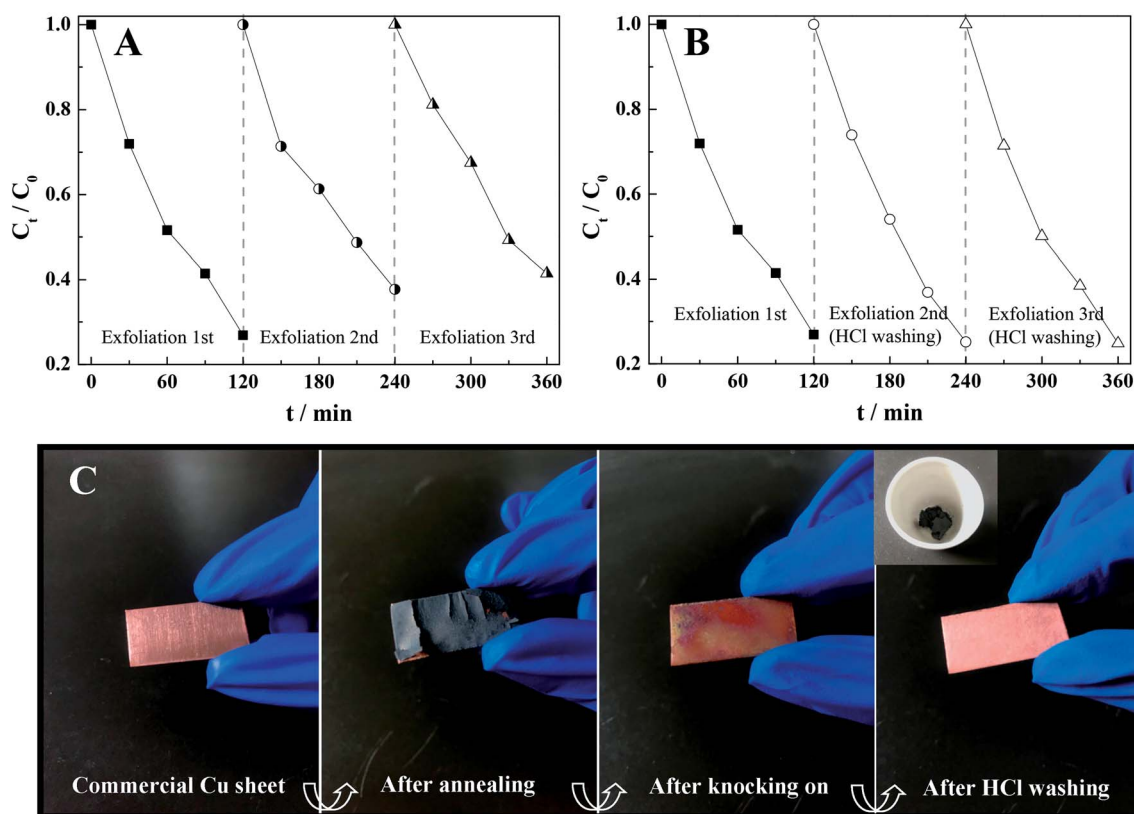 A
1.0
0.8
0.6
0.4
0.2
C_t / C_0
0 60 120 180 240 300 360
t / min
Exfoliation 1st
Exfoliation 2nd
Exfoliation 3rd
B
1.0
0.8
0.6
0.4
0.2
C_t / C_0
0 60 120 180 240 300 360
t / min
Exfoliation 1st
Exfoliation 2nd
(HCl washing)
Exfoliation 3rd
(HCl washing)
C
Commercial Cu sheet
After annealing
After knocking on
After HCl washing